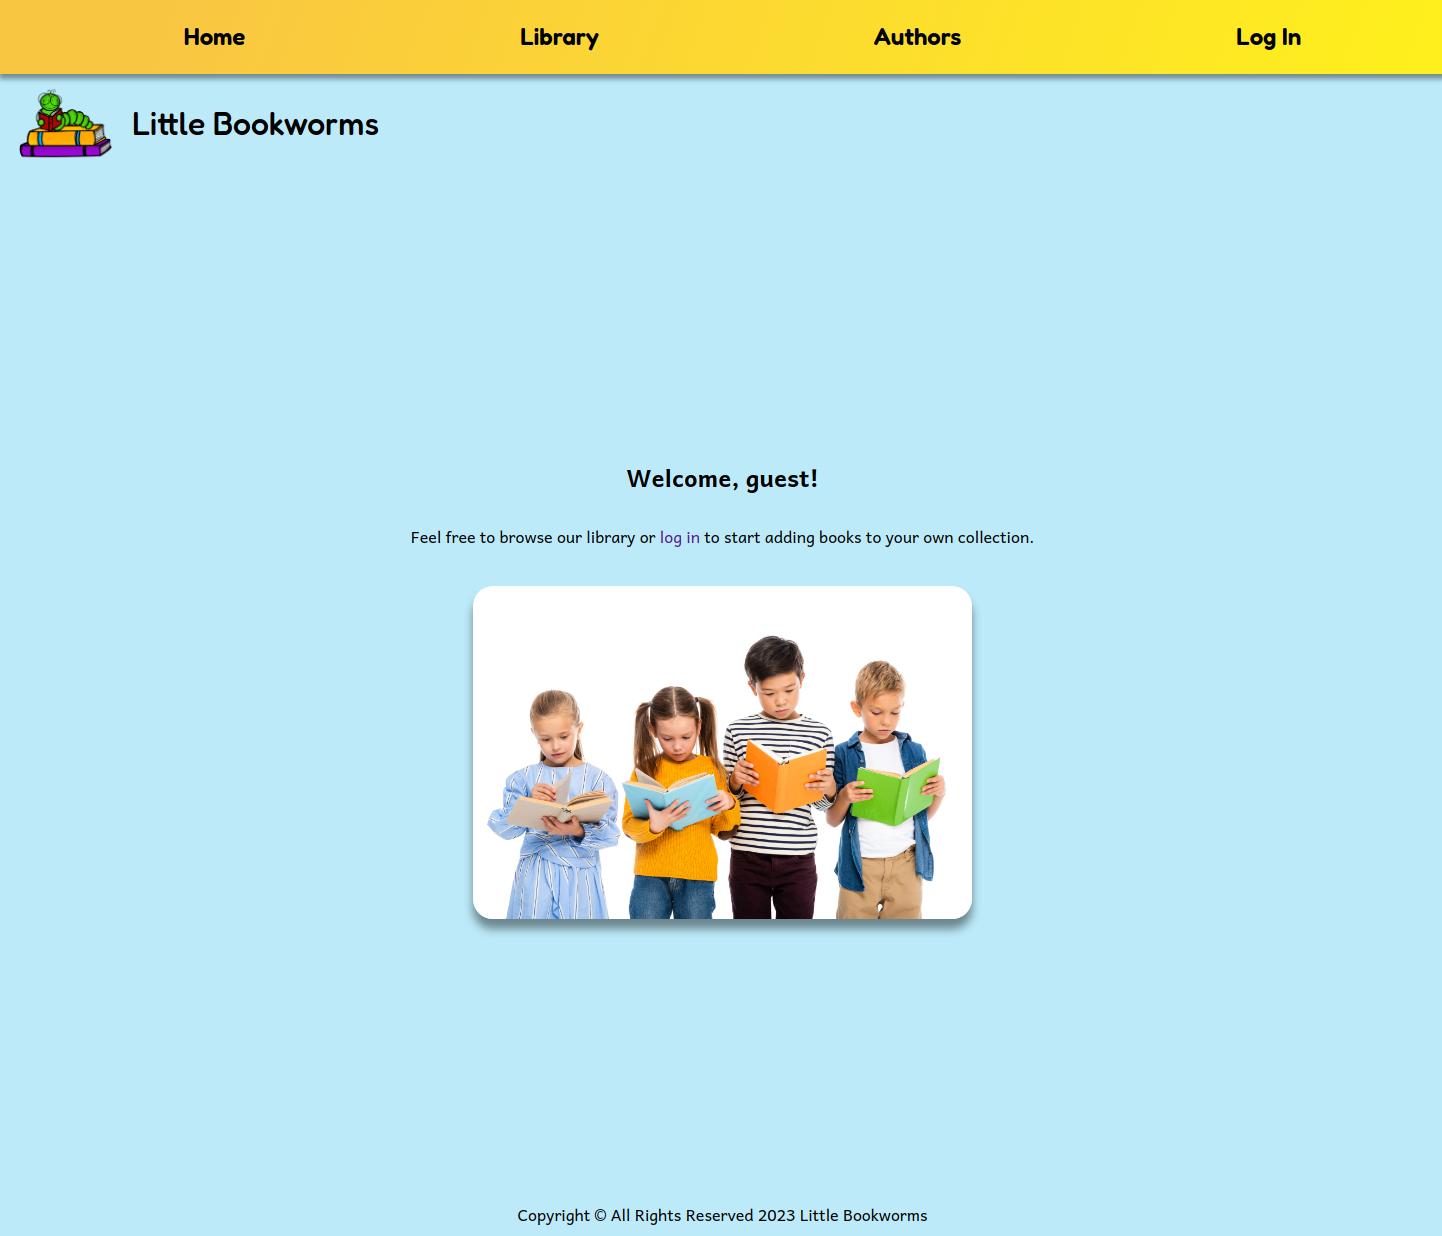 Home Library Authors Log In
Little Bookworms
Welcome, guest!
Feel free to browse our library or log in to start adding books to your own collection.
Copyright © All Rights Reserved 2023 Little Bookworms